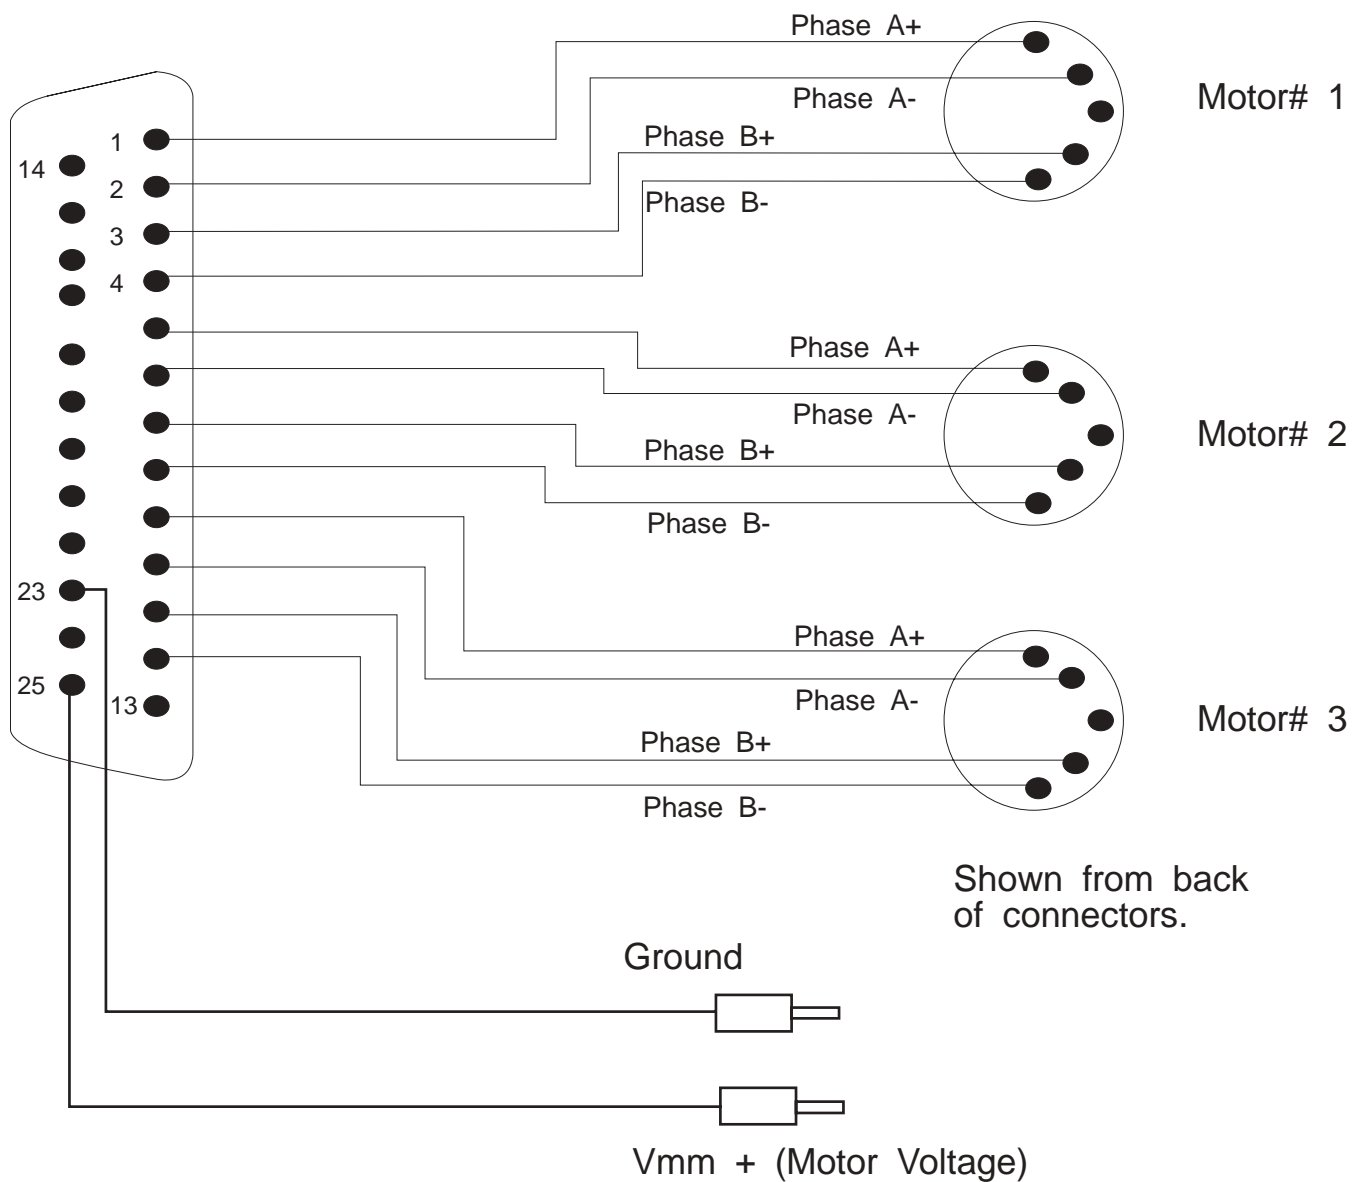 Phase A+
Motor# 1
Phase A-
1
Phase B+
14
2
Phase B-
3
4
Phase A+
Phase A-
Motor# 2
Phase B+
Phase B-
23
Phase A+
25
Phase A-
13
Motor# 3
Phase B+
Phase B-
Shown from back
of connectors.
Ground
Vmm + (Motor Voltage)